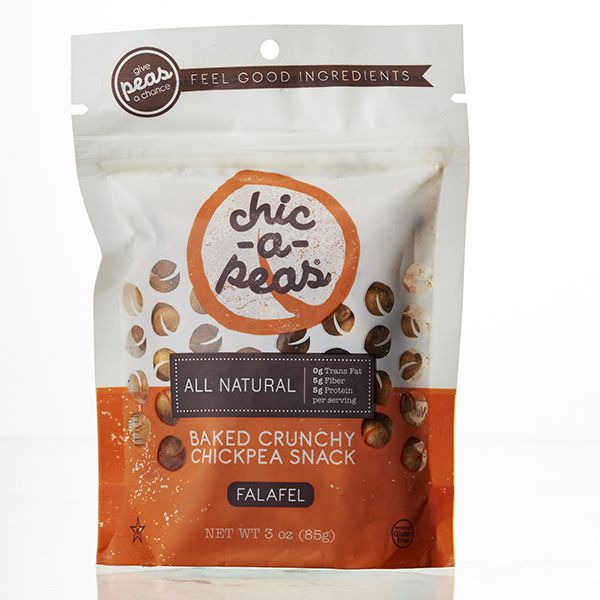 give
peas
a chance
FEEL GOOD INGREDIENTS
chic
-a-
peas®
ALL NATURAL
0g Trans Fat
5g Fiber
5g Protein
per serving
BAKED CRUNCHY
CHICKPEA SNACK
FALAFEL
NET WT 3 oz (85g)
Gluten
Free